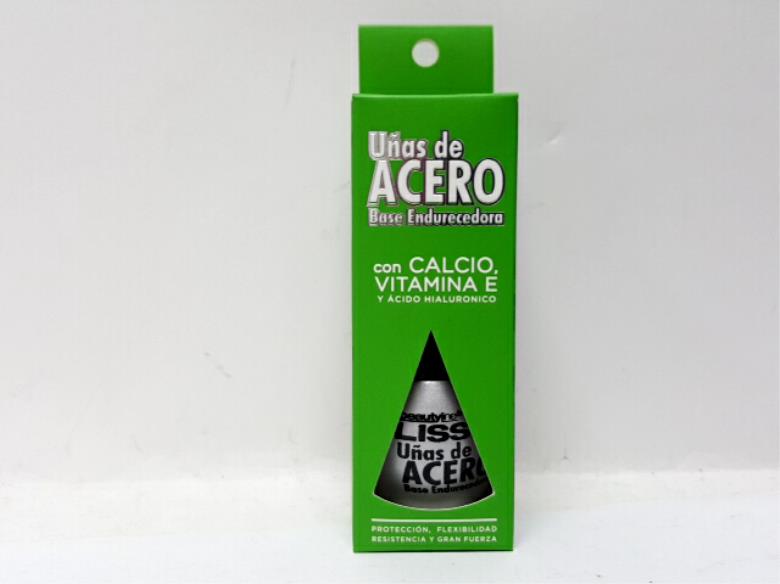 Uñas de
ACERO
Base Endurecedora
con CALCIO,
VITAMINA E
Y ÁCIDO HIALURONICO
LISS
Uñas de
ACERO
Base Endurecedora
PROTECCIÓN, FLEXIBILIDAD
RESISTENCIA Y GRAN FUERZA